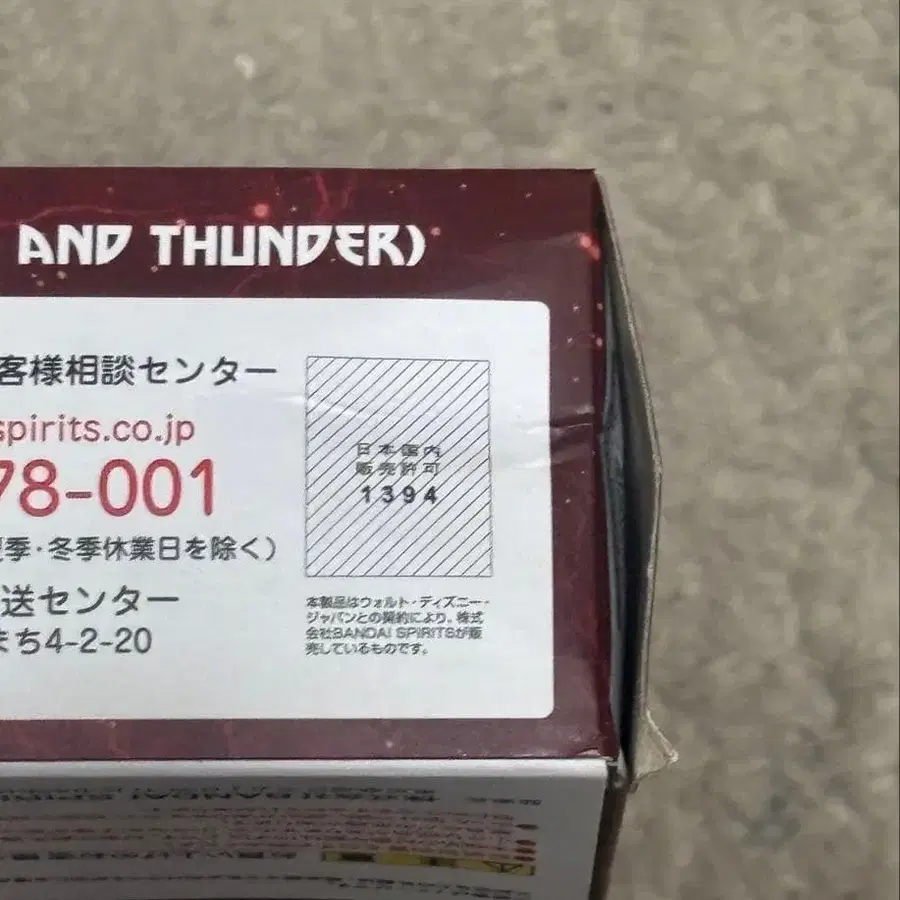 AND THUNDER)
客様相談センター
spirits.co.jp
78-001
季・冬季休業日を除く)
送センター
まち4-2-20
日本国内
販売許可
1394
本製品はウォルト・ディズニー・
ジャパンとの契約により、株式
会社BANDAI SPIRITSが販
売しているものです。